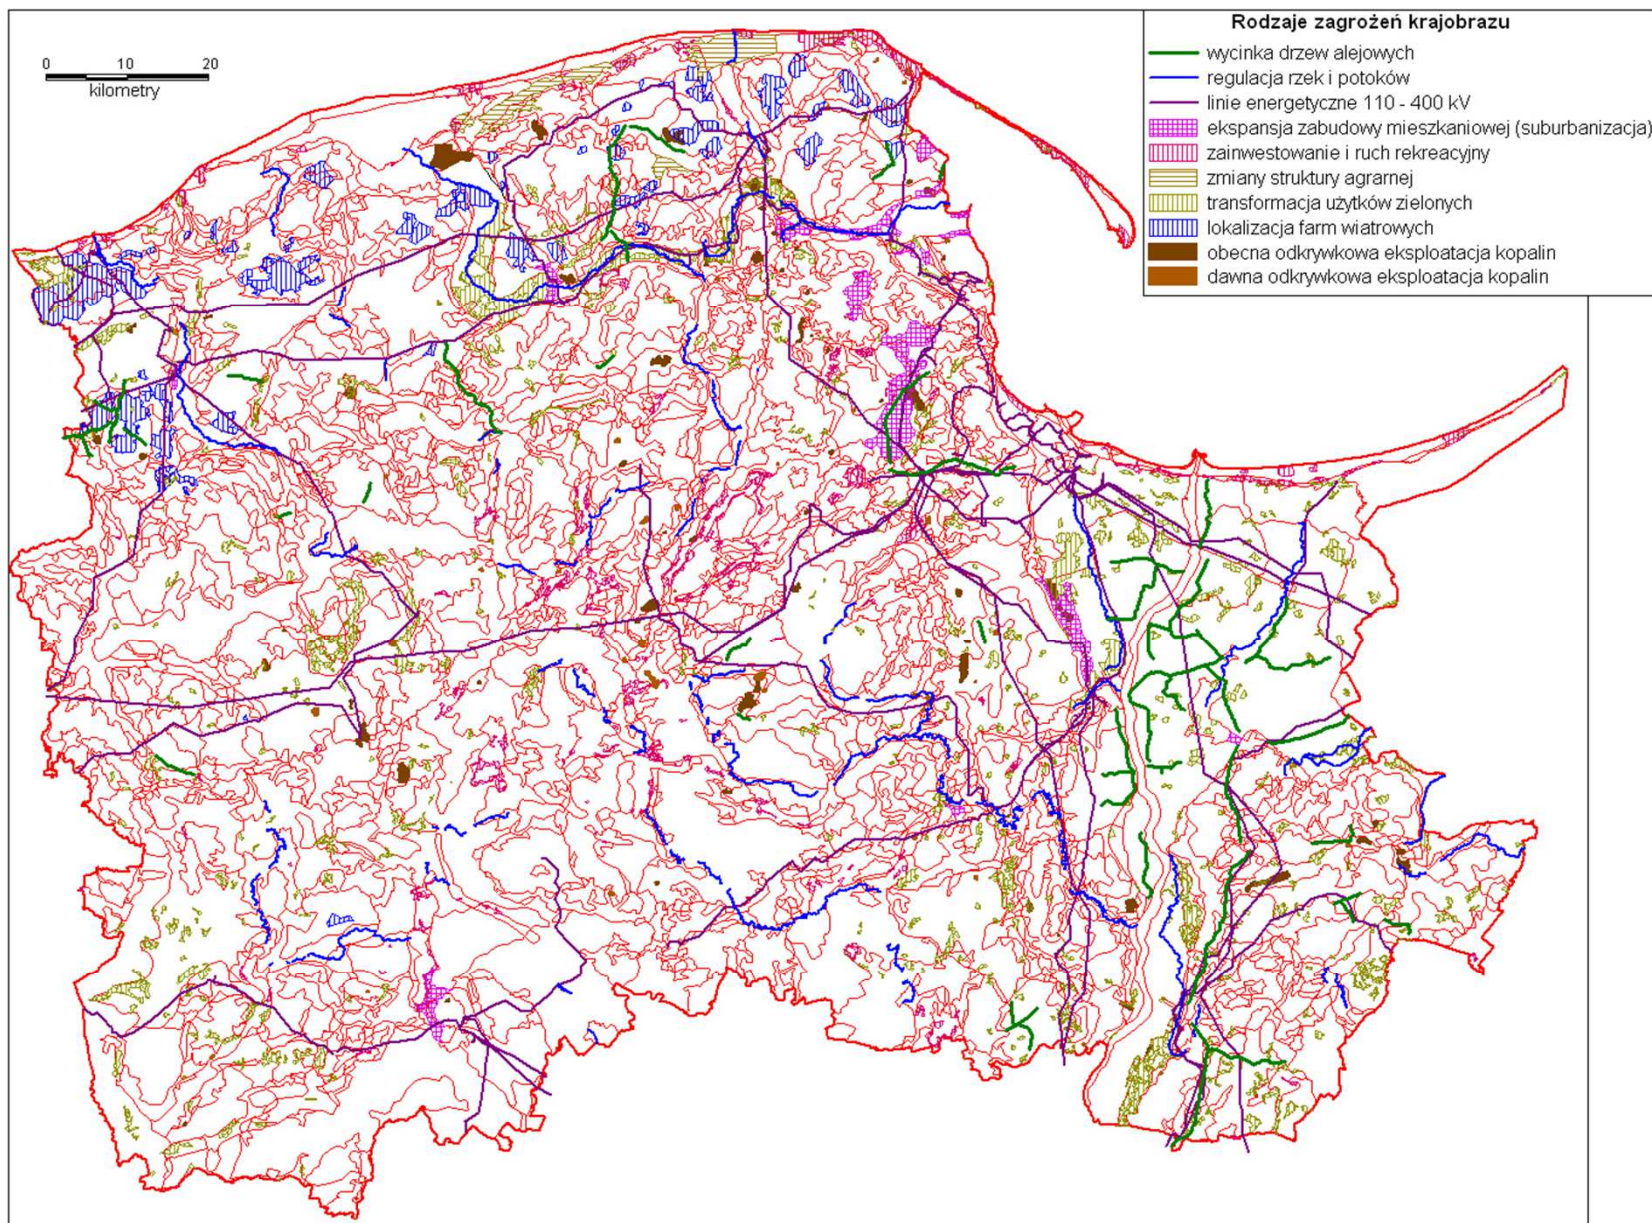 Rodzaje zagrożeń krajobrazu
0 10 20
kilometry
wycinka drzew alejowych
regulacja rzek i potoków
linie energetyczne 110 - 400 kV
ekspansja zabudowy mieszkaniowej (suburbanizacja)
zainwestowanie i ruch rekreacyjny
zmiany struktury agrarnej
transformacja użytków zielonych
lokalizacja farm wiatrowych
obecna odkrywkowa eksploatacja kopalin
dawna odkrywkowa eksploatacja kopalin